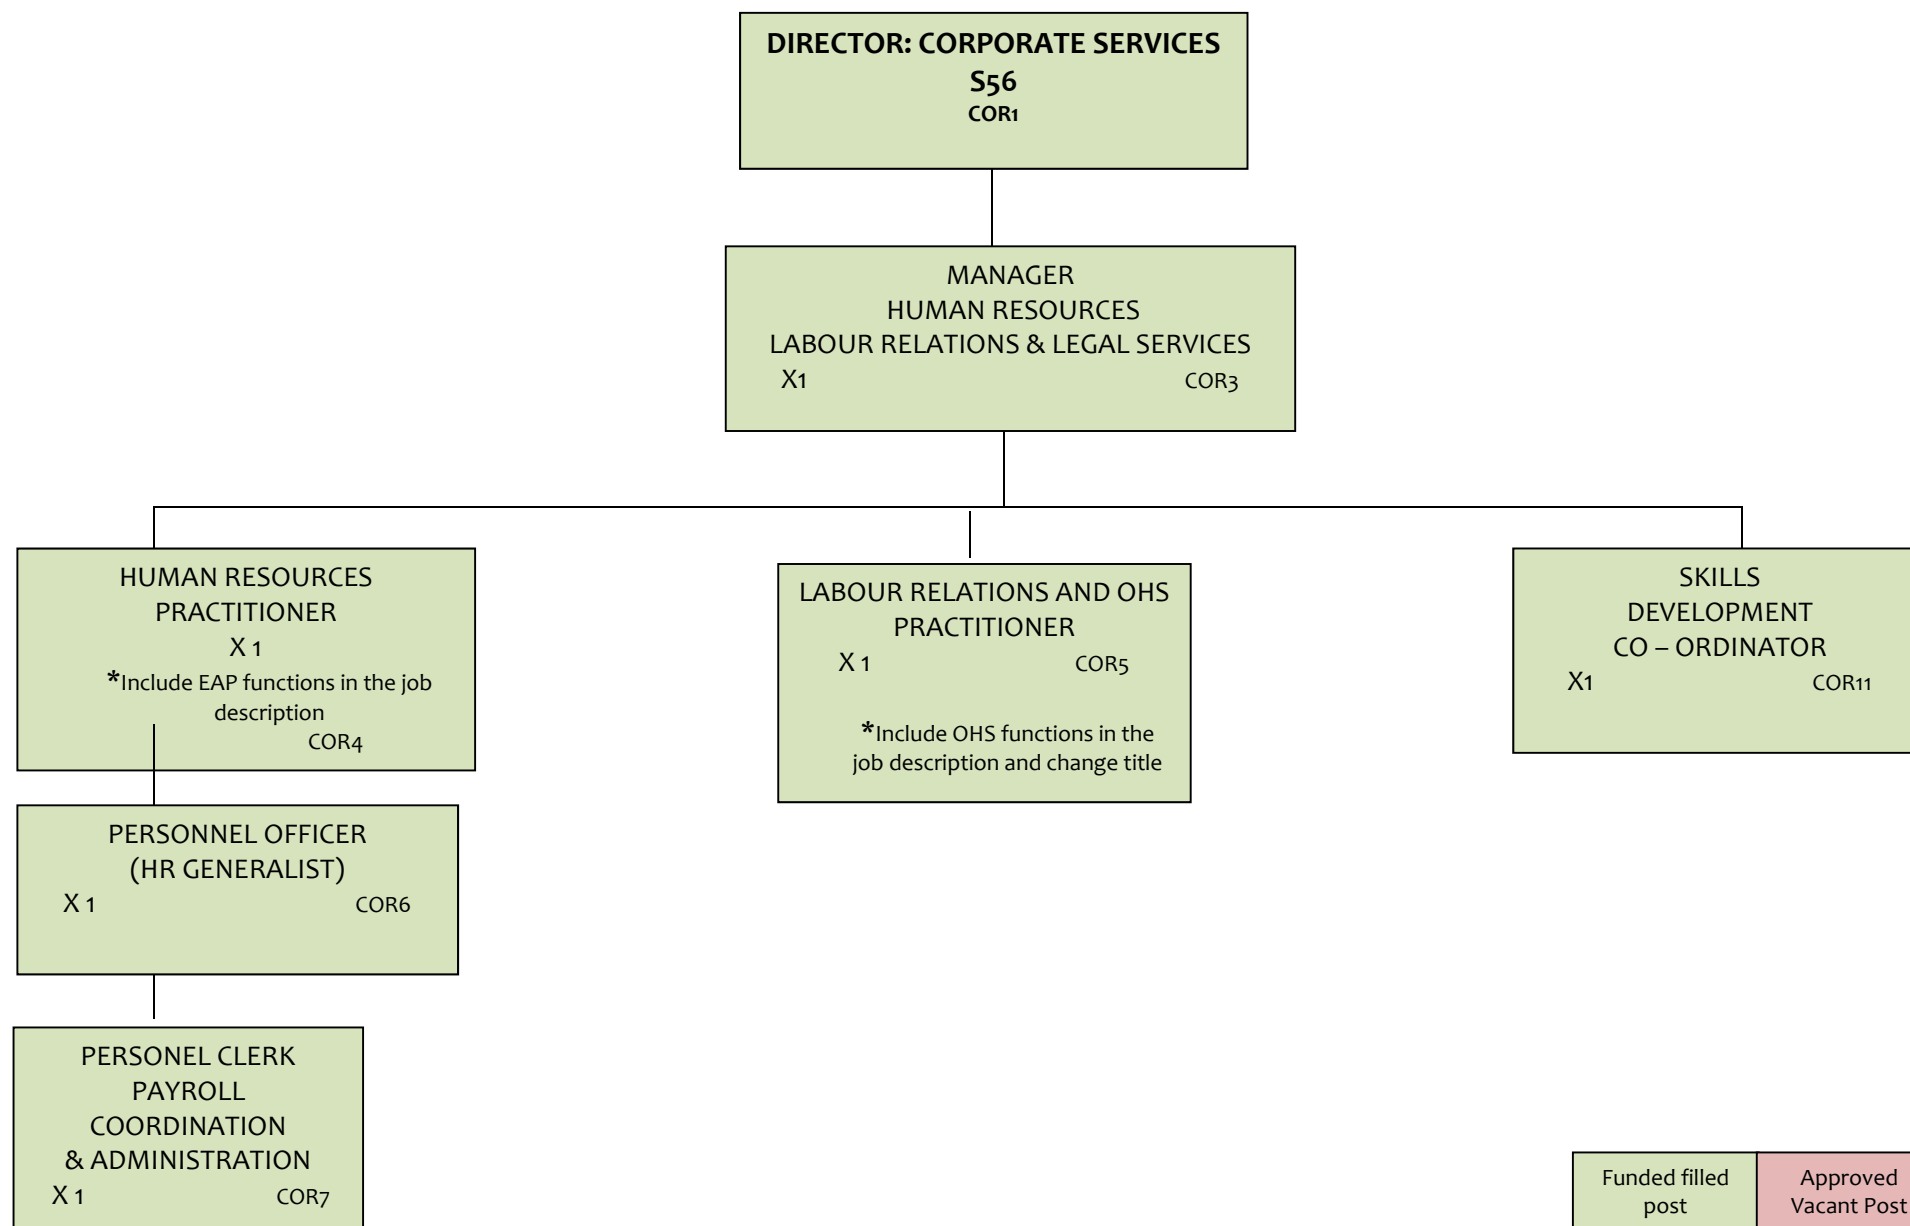 DIRECTOR: CORPORATE SERVICES
S56
COR1
MANAGER
HUMAN RESOURCES
LABOUR RELATIONS & LEGAL SERVICES
X1 COR3
HUMAN RESOURCES
PRACTITIONER
X 1
*Include EAP functions in the job
description
COR4
LABOUR RELATIONS AND OHS
PRACTITIONER
X 1 COR5
*Include OHS functions in the
job description and change title
SKILLS
DEVELOPMENT
CO – ORDINATOR
X1 COR11
PERSONNEL OFFICER
(HR GENERALIST)
X 1 COR6
PERSONEL CLERK
PAYROLL
COORDINATION
& ADMINISTRATION
X 1 COR7
Funded filled
post
Approved
Vacant Post